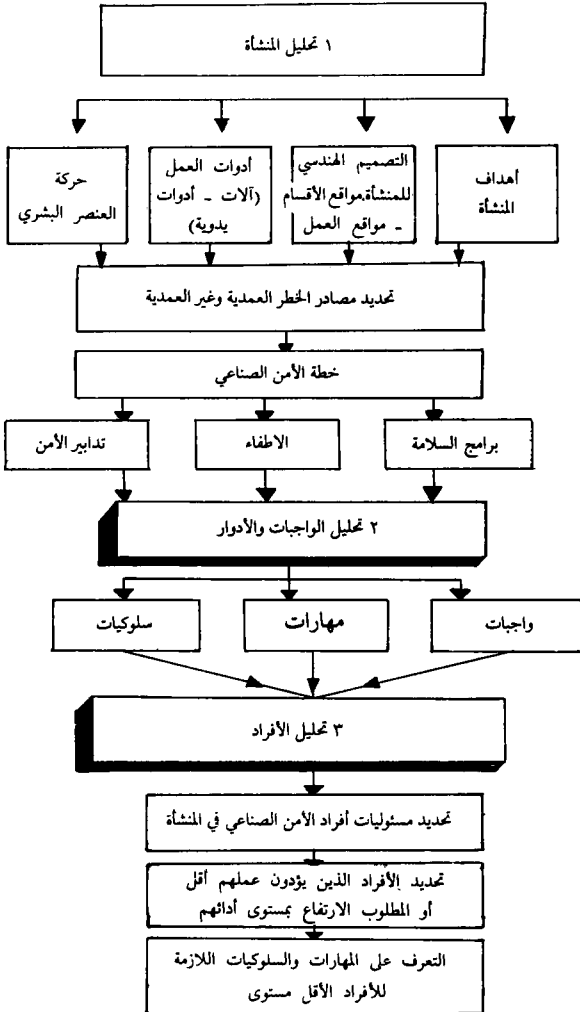 ١ تحليل المنشأة
أهداف
المنشأة
التصميم الهندسي
للمنشأة.مواقع الأقسام
ـ مواقع العمل
أدوات العمل
(آلات ـ أدوات
يدوية)
حركة
العنصر البشري
تحديد مصادر الخطر العمدية وغير العمدية
خطة الأمن الصناعي
برامج السلامة
الاطفاء
تدابير الأمن
٢ تحليل الواجبات والأدوار
واجبات
مهارات
سلوكيات
٣ تحليل الأفراد
تحديد مسئوليات أفراد الأمن الصناعي في المنشأة
تحديد الأفراد الذين يؤدون عملهم أقل
أو المطلوب الارتفاع بمستوى أدائهم
التعرف على المهارات والسلوكيات اللازمة
للأفراد الأقل مستوى